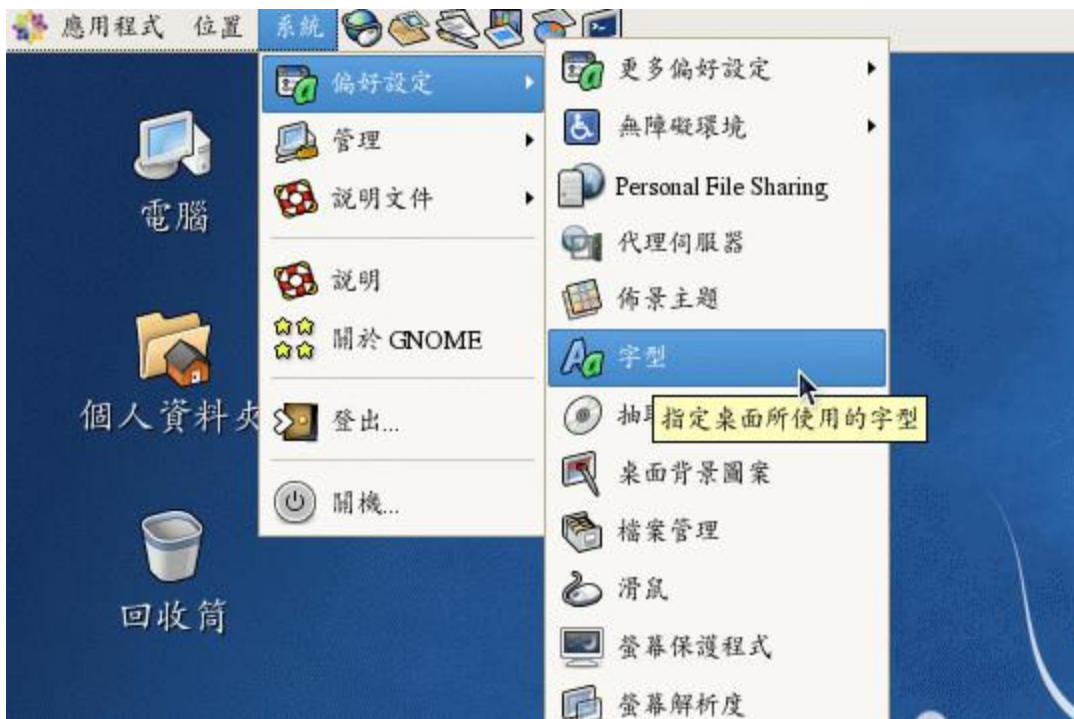 應用程式 位置 系統
電腦
個人資料夾
回收筒
偏好設定
管理
說明文件
說明
關於 GNOME
登出...
關機...
更多偏好設定
無障礙環境
Personal File Sharing
代理伺服器
佈景主題
字型
抽
指定桌面所使用的字型
桌面背景圖案
檔案管理
滑鼠
螢幕保護程式
螢幕解析度